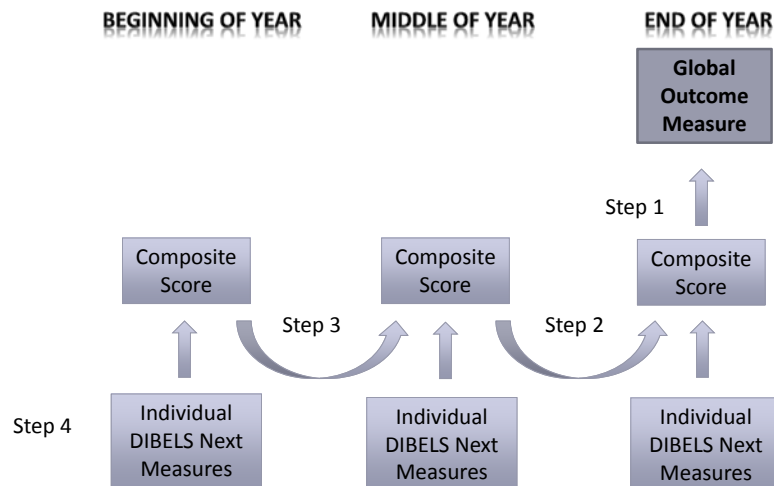 BEGINNING OF YEAR
MIDDLE OF YEAR
END OF YEAR
Global
Outcome
Measure
Step 1
Composite
Score
Composite
Score
Composite
Score
Step 3
Step 2
Step 4
Individual
DIBELS Next
Measures
Individual
DIBELS Next
Measures
Individual
DIBELS Next
Measures